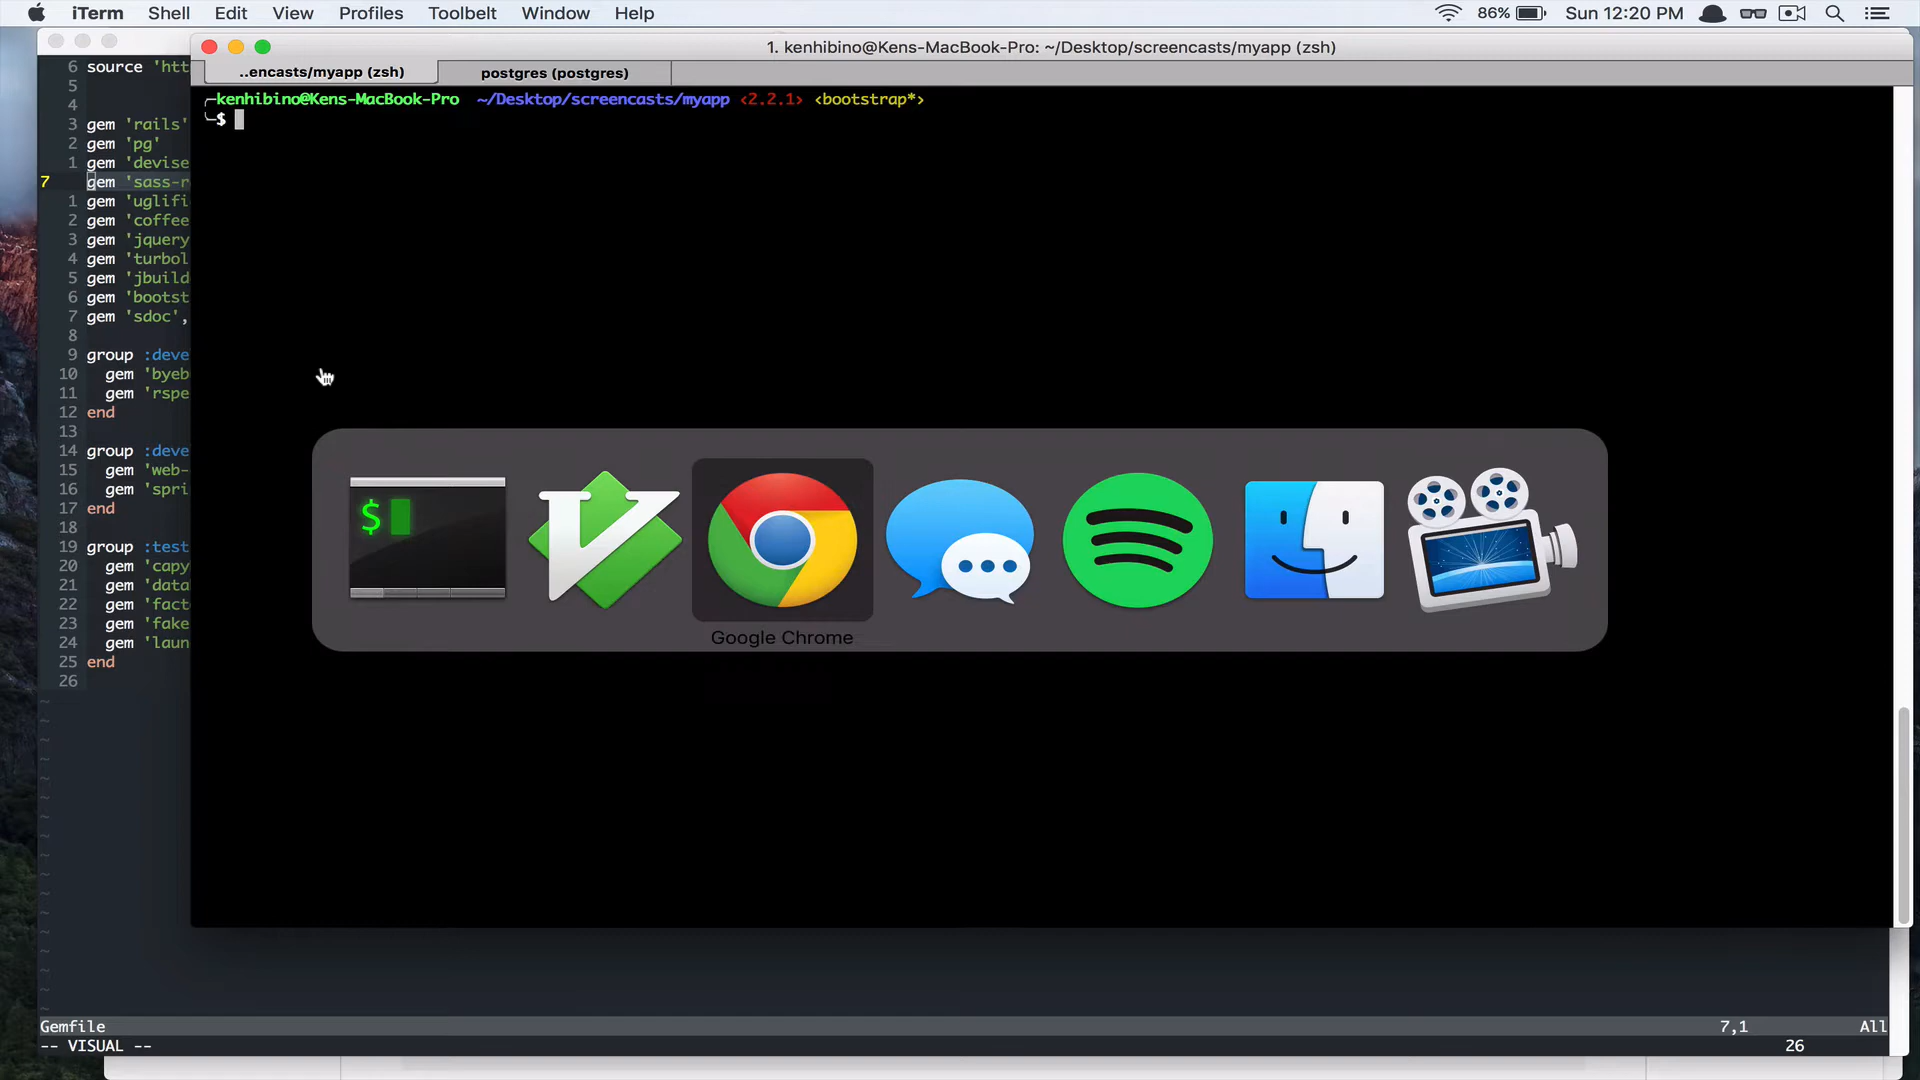 iTerm Shell Edit View Profiles Toolbelt Window Help 86% Sun 12:20 PM
1. kenhibino@Kens-MacBook-Pro: ~/Desktop/screencasts/myapp (zsh)
..encasts/myapp (zsh) postgres (postgres)
kenhibino@Kens-MacBook-Pro ~/Desktop/screencasts/myapp ‹2.2.1› ‹bootstrap*›
$
6 source 'htt
5
4
3 gem 'rails'
2 gem 'pg'
1 gem 'devise
7 gem 'sass-r
1 gem 'uglifi
2 gem 'coffee
3 gem 'jquery
4 gem 'turbol
5 gem 'jbuild
6 gem 'bootst
7 gem 'sdoc',
8
9 group :deve
10 gem 'byeb
11 gem 'rspe
12 end
13
14 group :deve
15 gem 'web-
16 gem 'spri
17 end
18
19 group :test
20 gem 'capy
21 gem 'data
22 gem 'fact
23 gem 'fake
24 gem 'laun
25 end
26
$
Google Chrome
Gemfile 7,1 All
-- VISUAL -- 26